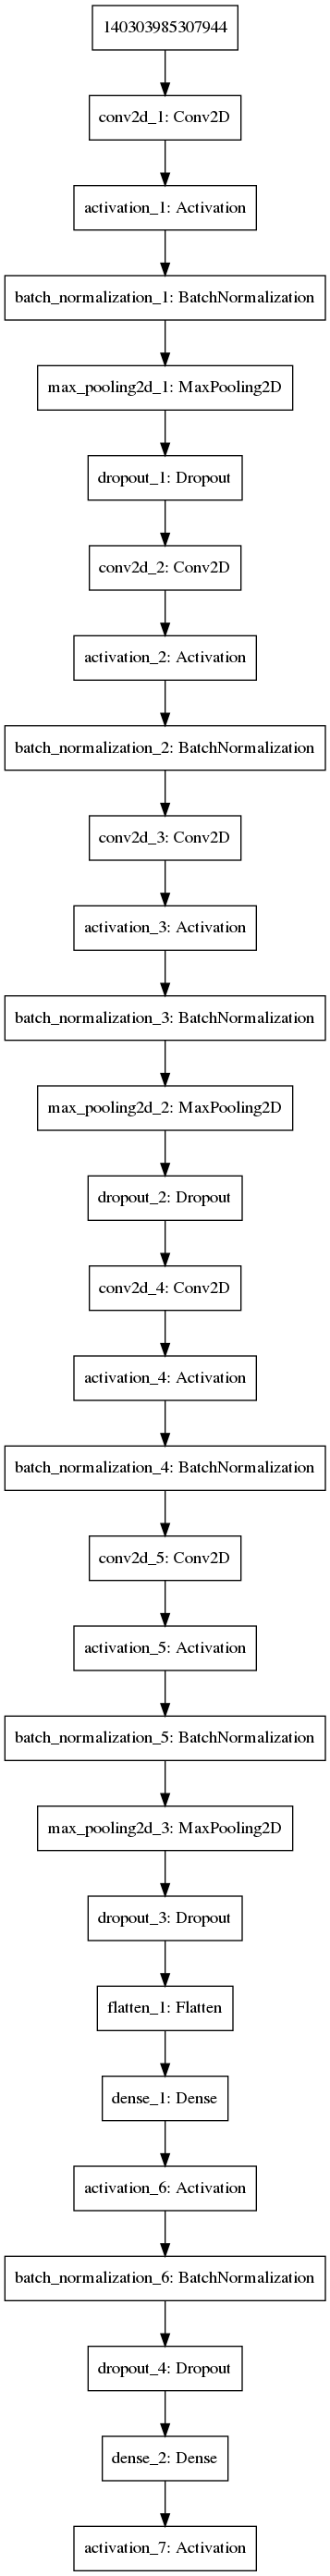 140303985307944
conv2d_1: Conv2D
activation_1: Activation
batch_normalization_1: BatchNormalization
max_pooling2d_1: MaxPooling2D
dropout_1: Dropout
conv2d_2: Conv2D
activation_2: Activation
batch_normalization_2: BatchNormalization
conv2d_3: Conv2D
activation_3: Activation
batch_normalization_3: BatchNormalization
max_pooling2d_2: MaxPooling2D
dropout_2: Dropout
conv2d_4: Conv2D
activation_4: Activation
batch_normalization_4: BatchNormalization
conv2d_5: Conv2D
activation_5: Activation
batch_normalization_5: BatchNormalization
max_pooling2d_3: MaxPooling2D
dropout_3: Dropout
flatten_1: Flatten
dense_1: Dense
activation_6: Activation
batch_normalization_6: BatchNormalization
dropout_4: Dropout
dense_2: Dense
activation_7: Activation